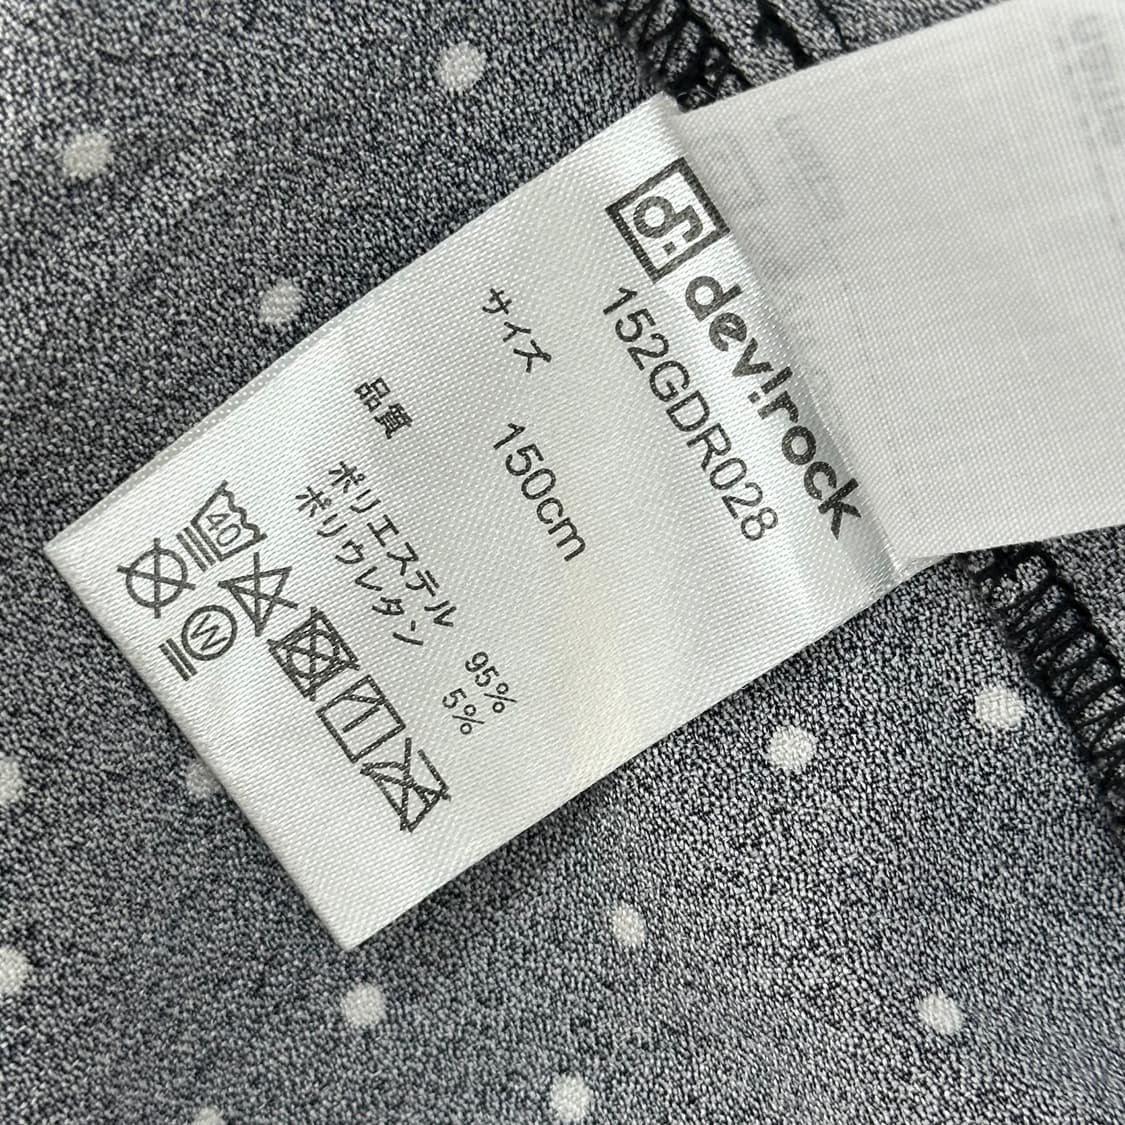 devirock
152GDR028
サイズ 150cm
品質
ポリエステル 95%
ポリウレタン 5%
40
W